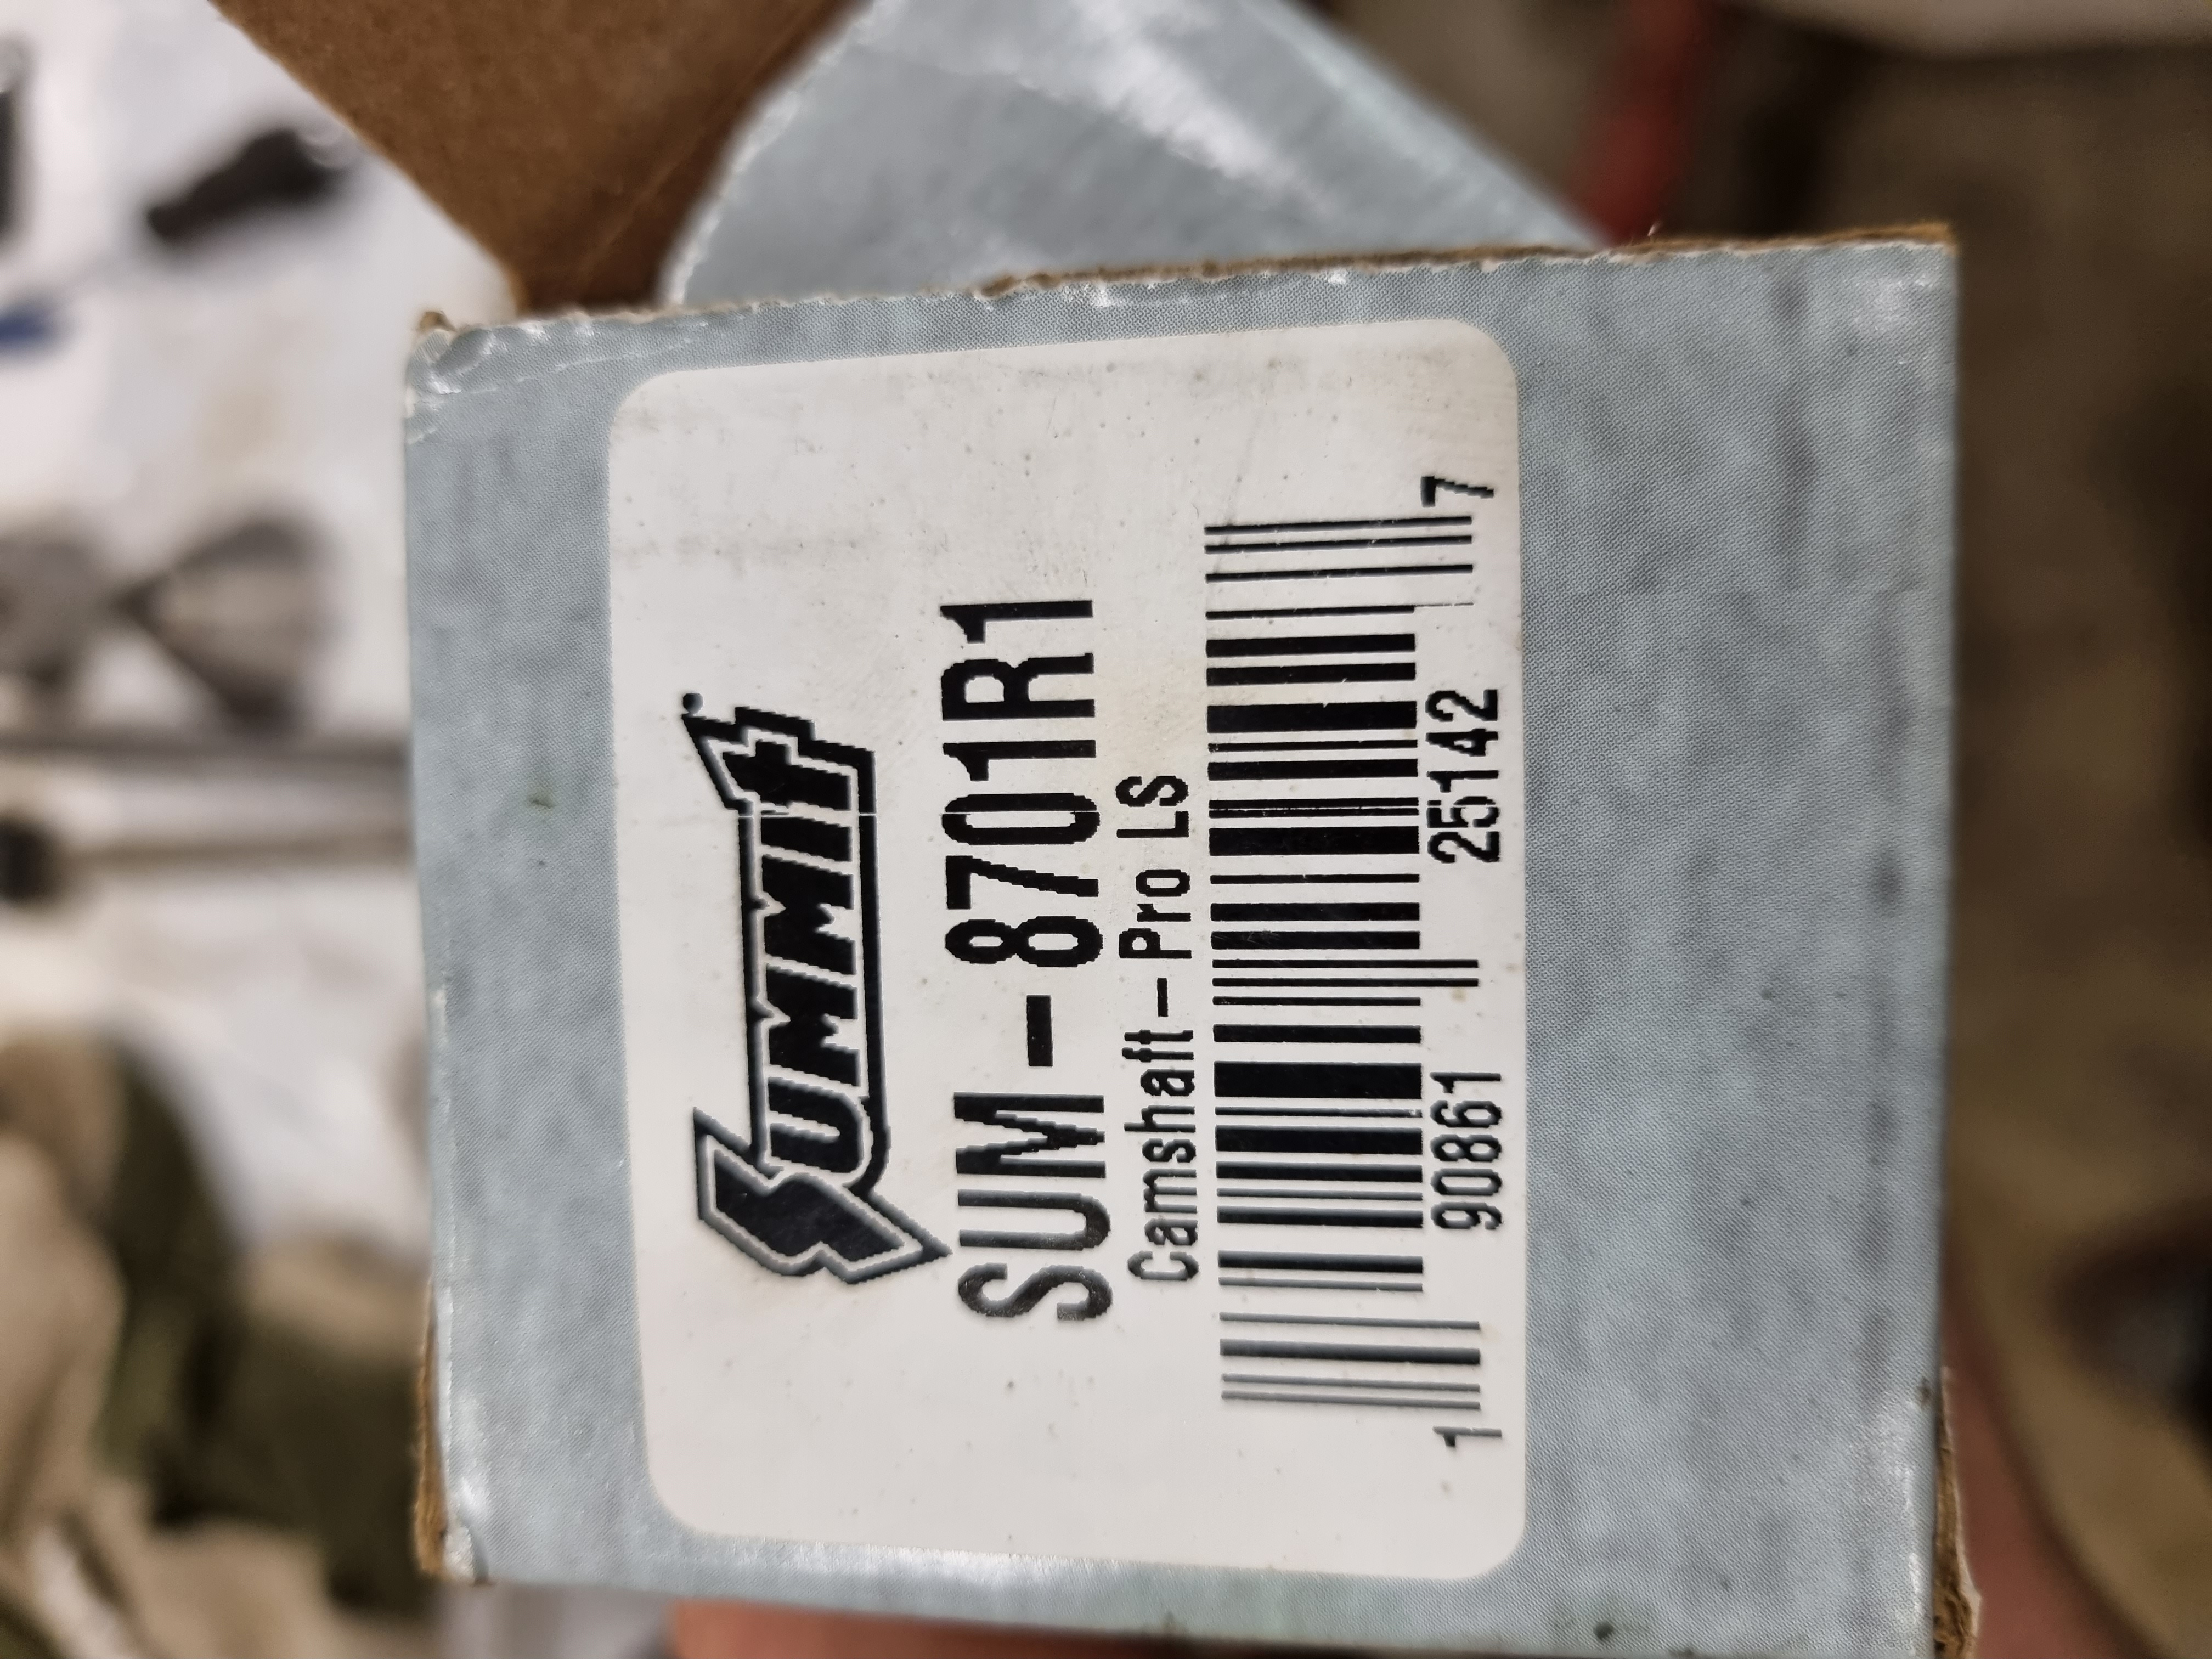 Summit
SUM-8701R1
Camshaft-Pro LS
1 90861 25142 7